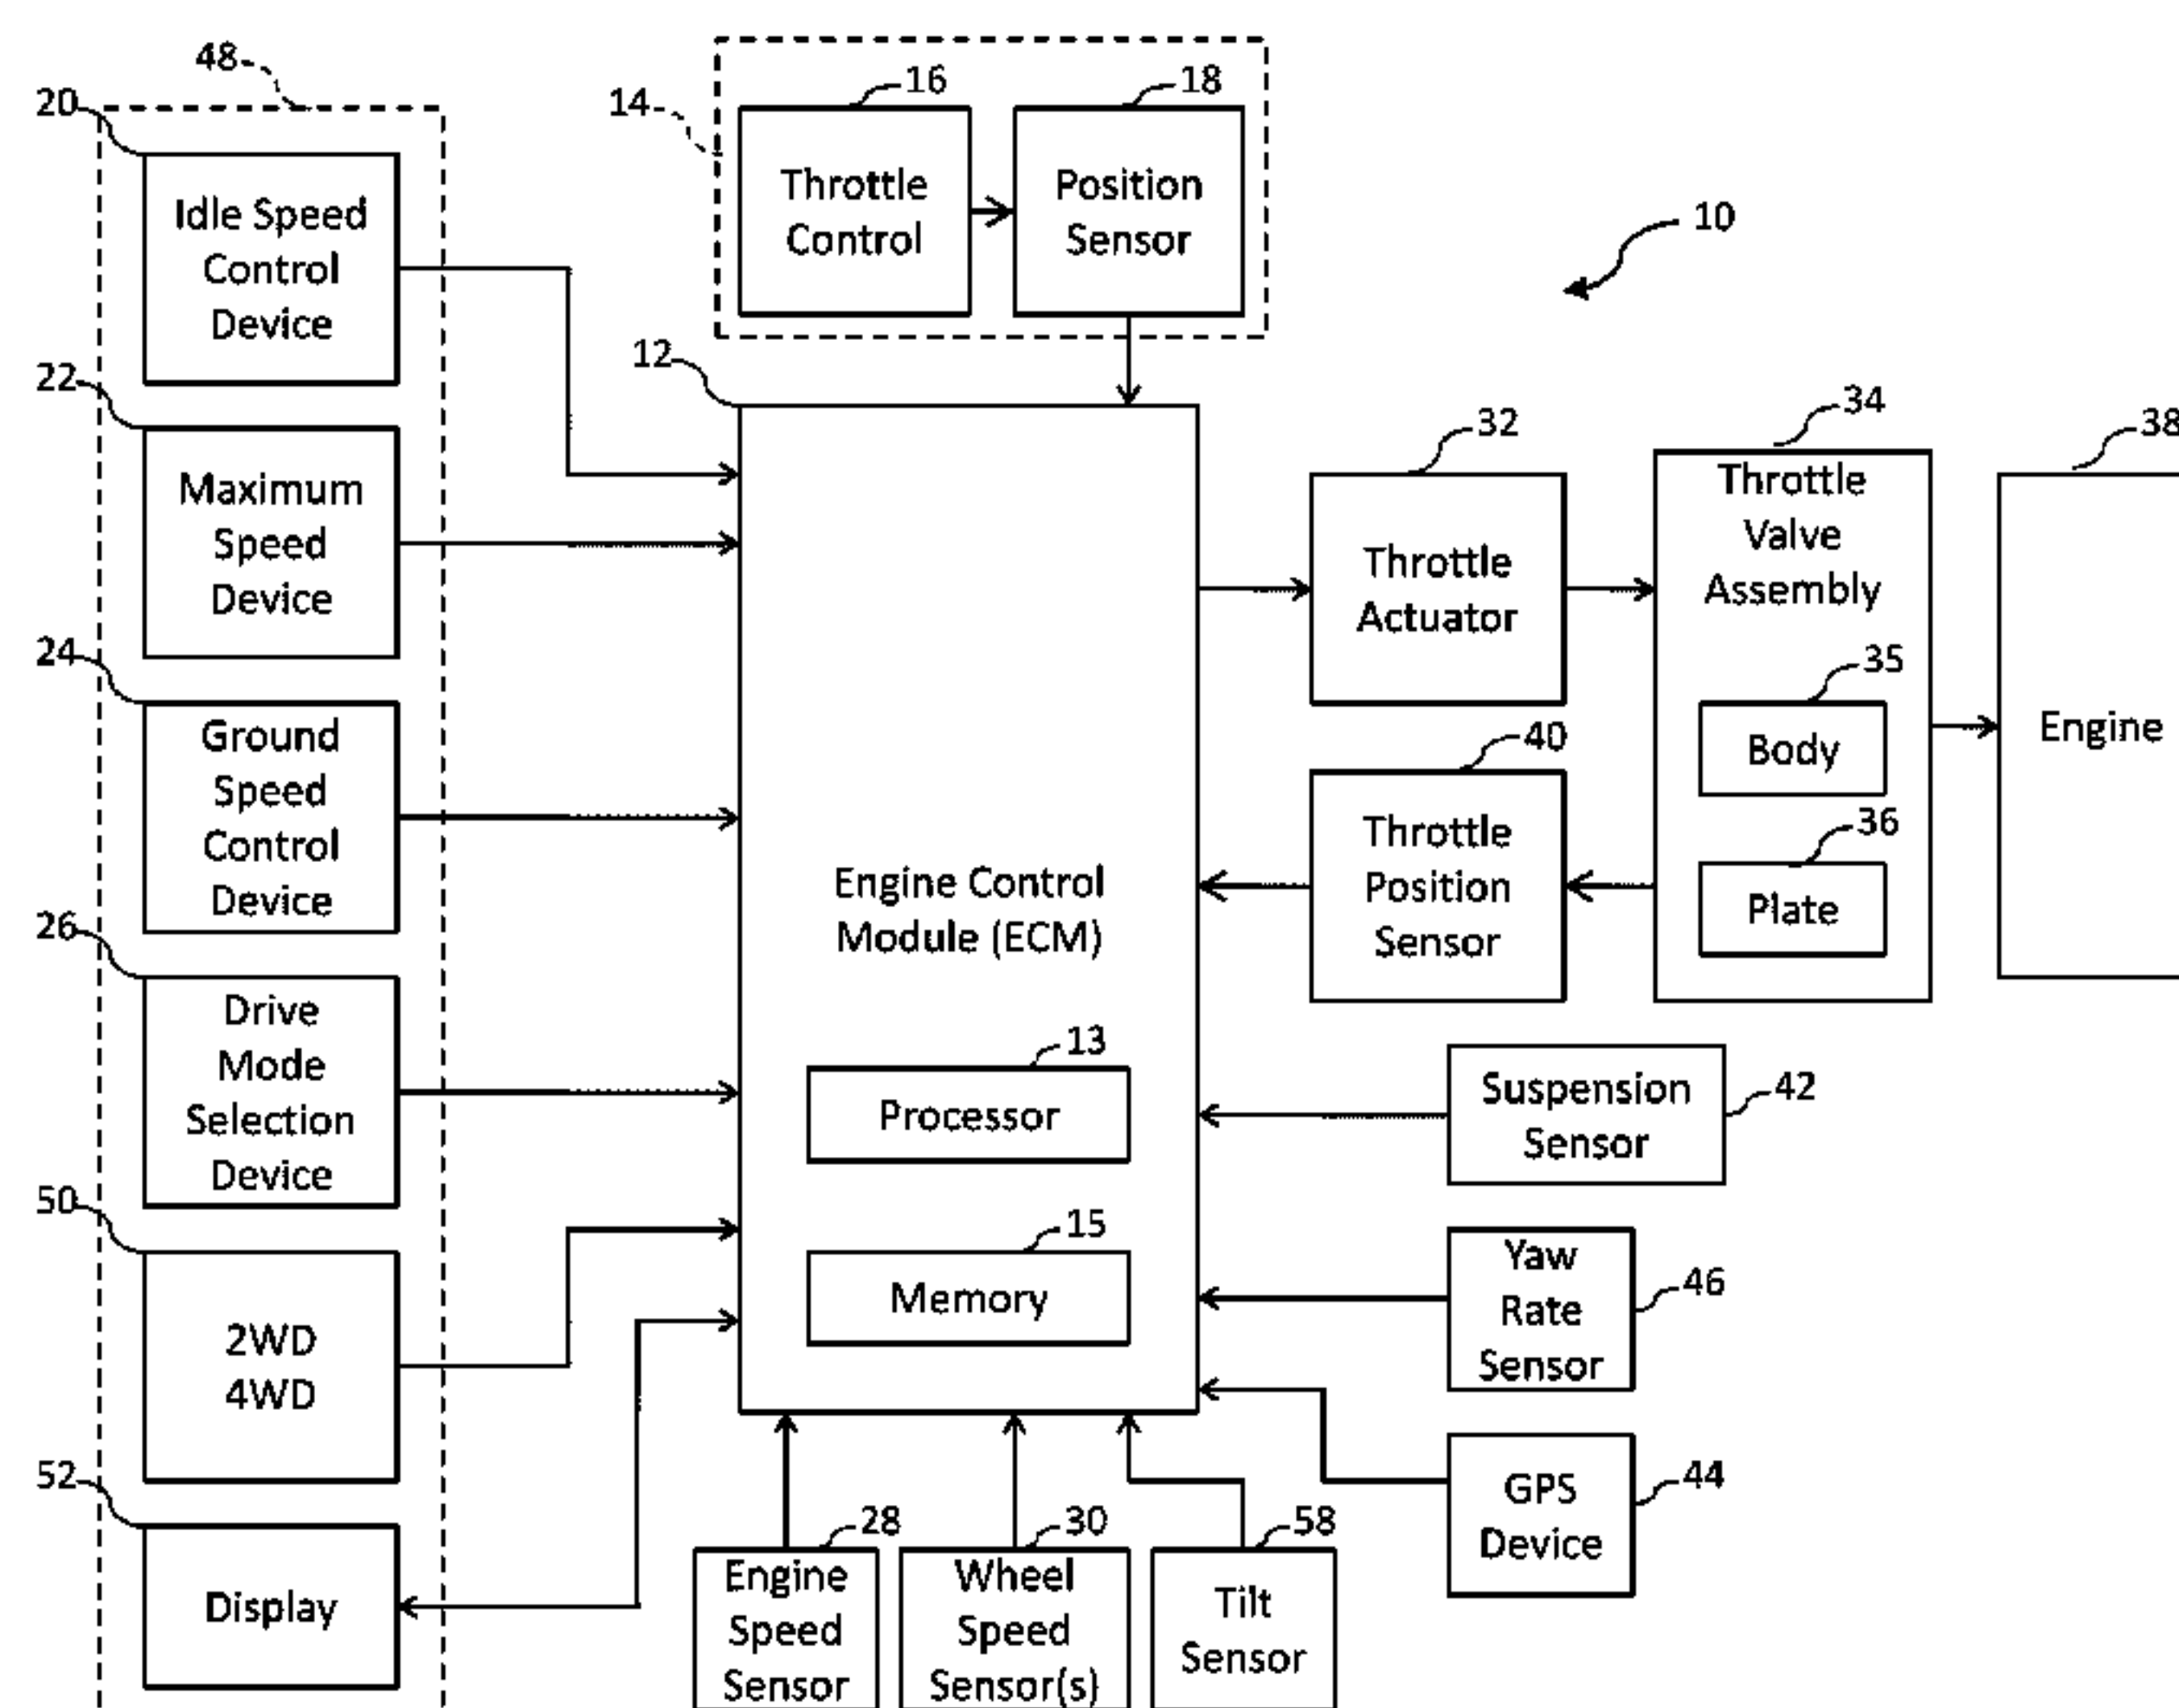 48
20
Idle Speed
Control
Device
22
Maximum
Speed
Device
24
Ground
Speed
Control
Device
26
Drive
Mode
Selection
Device
50
2WD
4WD
52
Display
14
16
Throttle
Control
18
Position
Sensor
10
12
Engine Control
Module (ECM)
13
Processor
15
Memory
32
Throttle
Actuator
34
Throttle
Valve
Assembly
35
Body
36
Plate
38
Engine
40
Throttle
Position
Sensor
Suspension
Sensor
42
Yaw
Rate
Sensor
46
GPS
Device
44
28
Engine
Speed
Sensor
30
Wheel
Speed
Sensor(s)
58
Tilt
Sensor